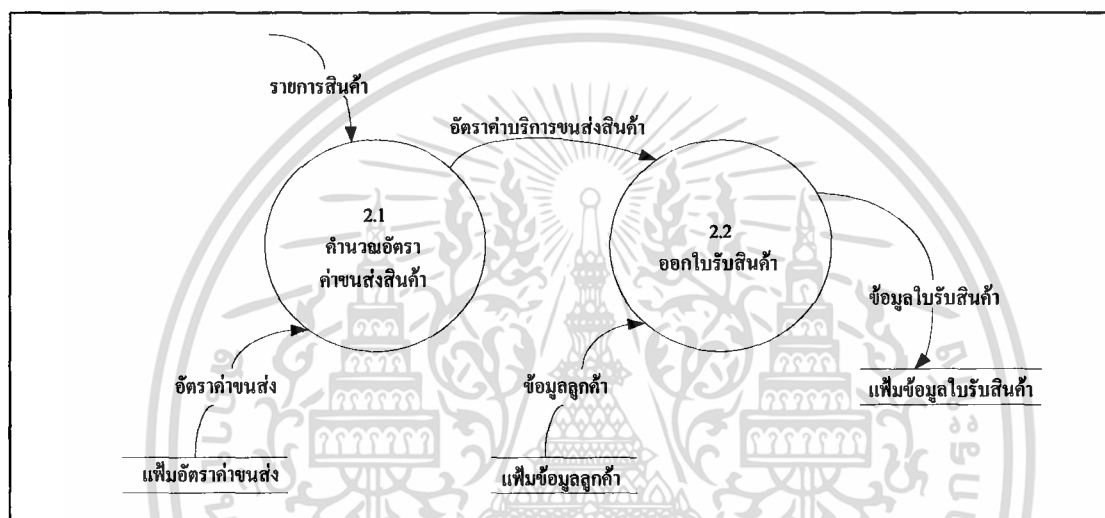 รายการสินค้า
อัตราค่าบริการขนส่งสินค้า
2.1
คำนวณอัตรา
ค่าขนส่งสินค้า
2.2
ออกใบรับสินค้า
ข้อมูลใบรับสินค้า
อัตราค่าขนส่ง
ข้อมูลลูกค้า
แฟ้มข้อมูลใบรับสินค้า
แฟ้มอัตราค่าขนส่ง
แฟ้มข้อมูลลูกค้า